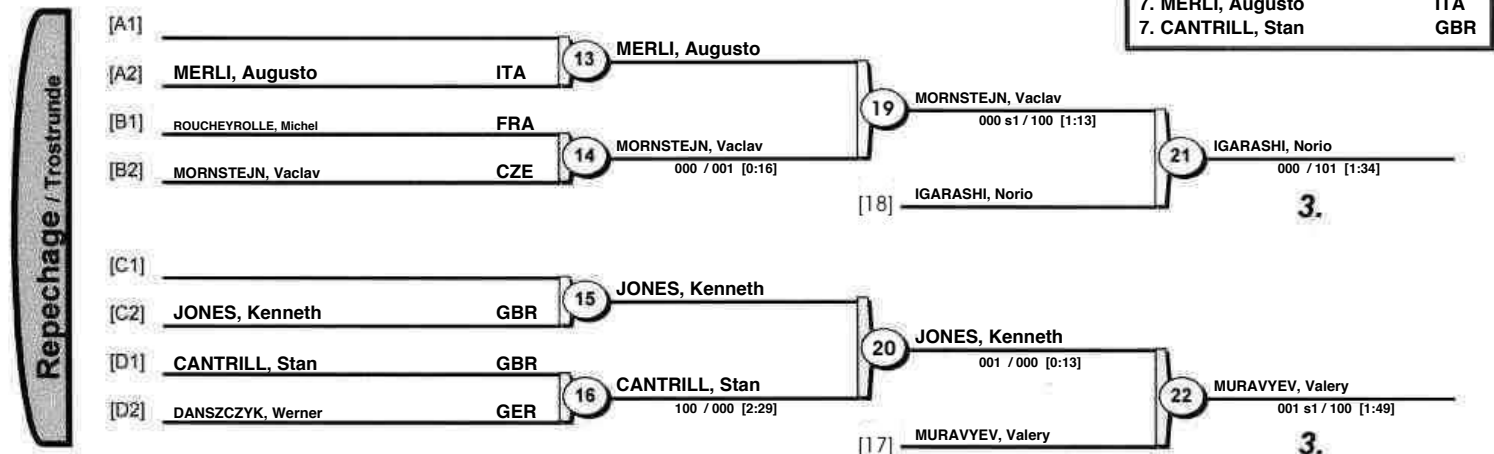 7. MERLI, Augusto ITA
7. CANTRILL, Stan GBR
Repechage / Trostrunde
[A1]
[A2] MERLI, Augusto ITA
13 MERLI, Augusto
[B1] ROUCHEYROLLE, Michel FRA
[B2] MORNSTEJN, Vaclav CZE
14 MORNSTEJN, Vaclav
000 / 001 [0:16]
19 MORNSTEJN, Vaclav
000 s1 / 100 [1:13]
[18] IGARASHI, Norio
21 IGARASHI, Norio
000 / 101 [1:34]
3.
[C1]
[C2] JONES, Kenneth GBR
15 JONES, Kenneth
[D1] CANTRILL, Stan GBR
[D2] DANSZCZYK, Werner GER
16 CANTRILL, Stan
100 / 000 [2:29]
20 JONES, Kenneth
001 / 000 [0:13]
[17] MURAVYEV, Valery
22 MURAVYEV, Valery
001 s1 / 100 [1:49]
3.